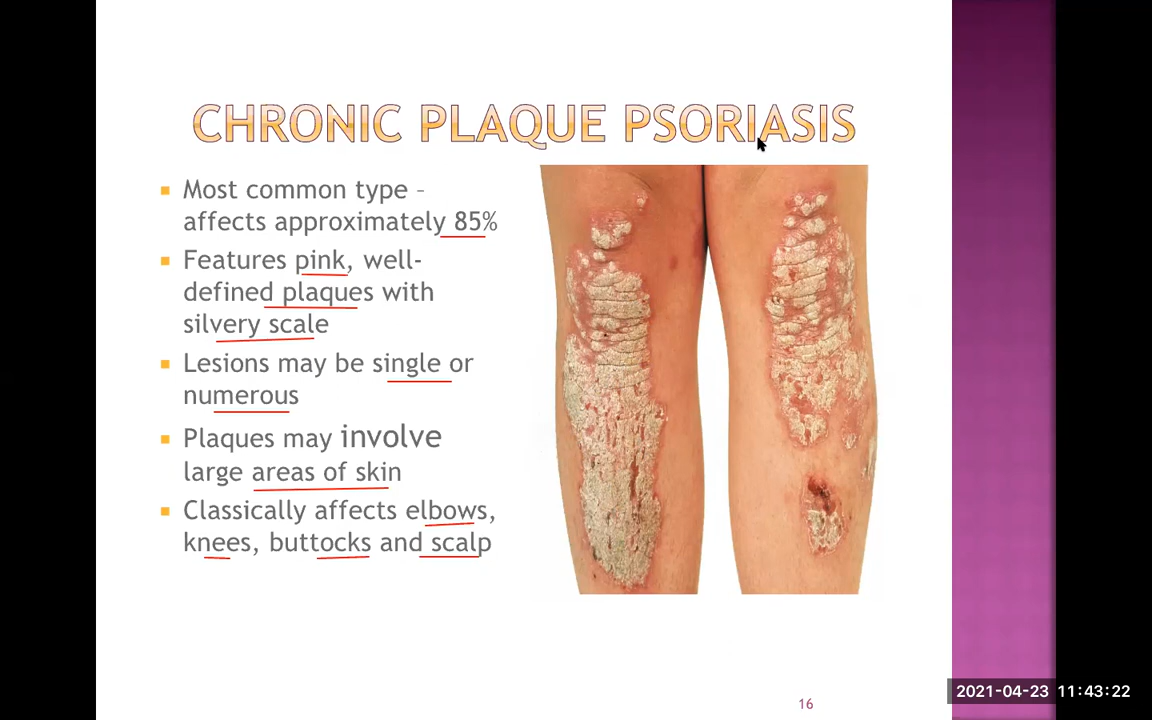 CHRONIC PLAQUE PSORIASIS
Most common type –
affects approximately 85%
Features pink, well-
defined plaques with
silvery scale
Lesions may be single or
numerous
Plaques may involve
large areas of skin
Classically affects elbows,
knees, buttocks and scalp
16
2021-04-23 11:43:22